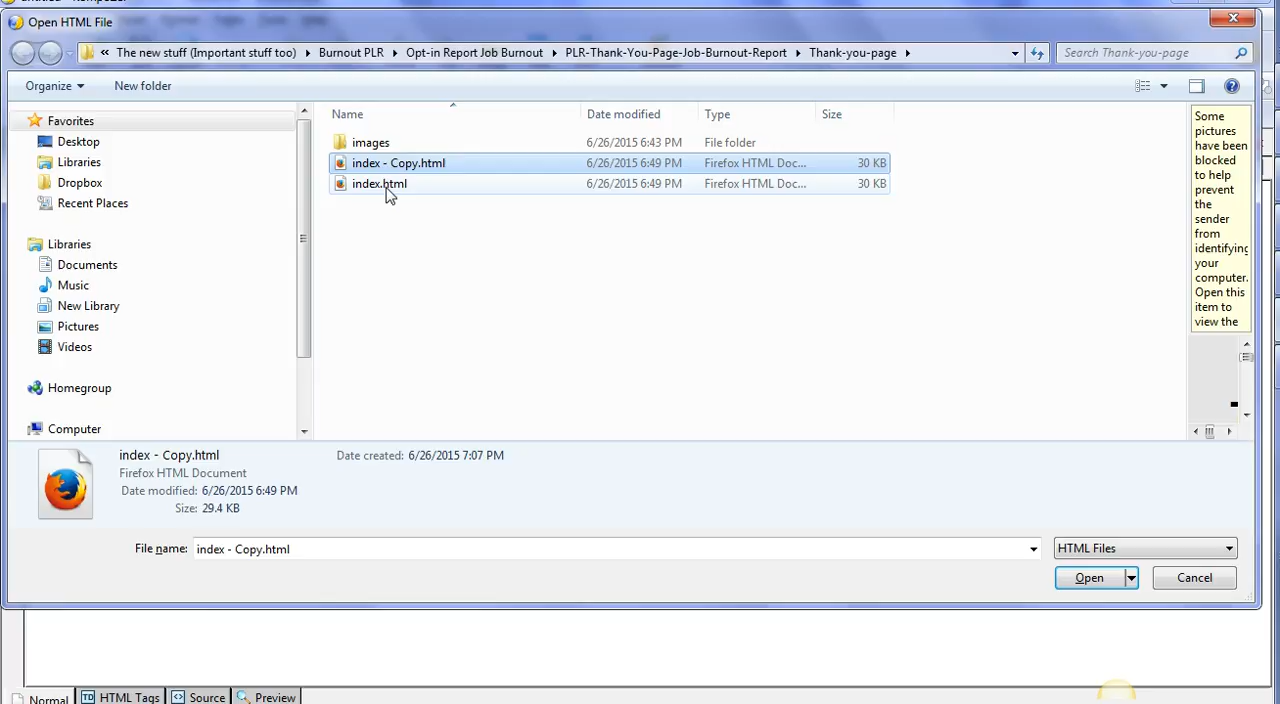 Open HTML File
« The new stuff (Important stuff too) Burnout PLR Opt-in Report Job Burnout PLR-Thank-You-Page-Job-Burnout-Report Thank-you-page Search Thank-you-page
Organize New folder
Favorites
Desktop
Libraries
Dropbox
Recent Places
Libraries
Documents
Music
New Library
Pictures
Videos
Homegroup
Computer
Name Date modified Type Size
images 6/26/2015 6:43 PM File folder
index - Copy.html 6/26/2015 6:49 PM Firefox HTML Doc... 30 KB
index.html 6/26/2015 6:49 PM Firefox HTML Doc... 30 KB
Some
pictures
have been
blocked
to help
prevent
the
sender
from
identifying
your
computer.
Open this
item to
view the
index - Copy.html Date created: 6/26/2015 7:07 PM
Firefox HTML Document
Date modified: 6/26/2015 6:49 PM
Size: 29.4 KB
File name: index - Copy.html HTML Files
Open Cancel
Normal HTML Tags Source Preview